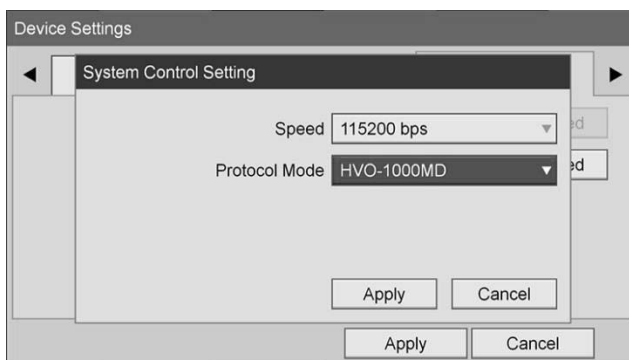 Device Settings
System Control Setting
Speed 115200 bps
Protocol Mode HVO-1000MD
Apply Cancel
Apply Cancel